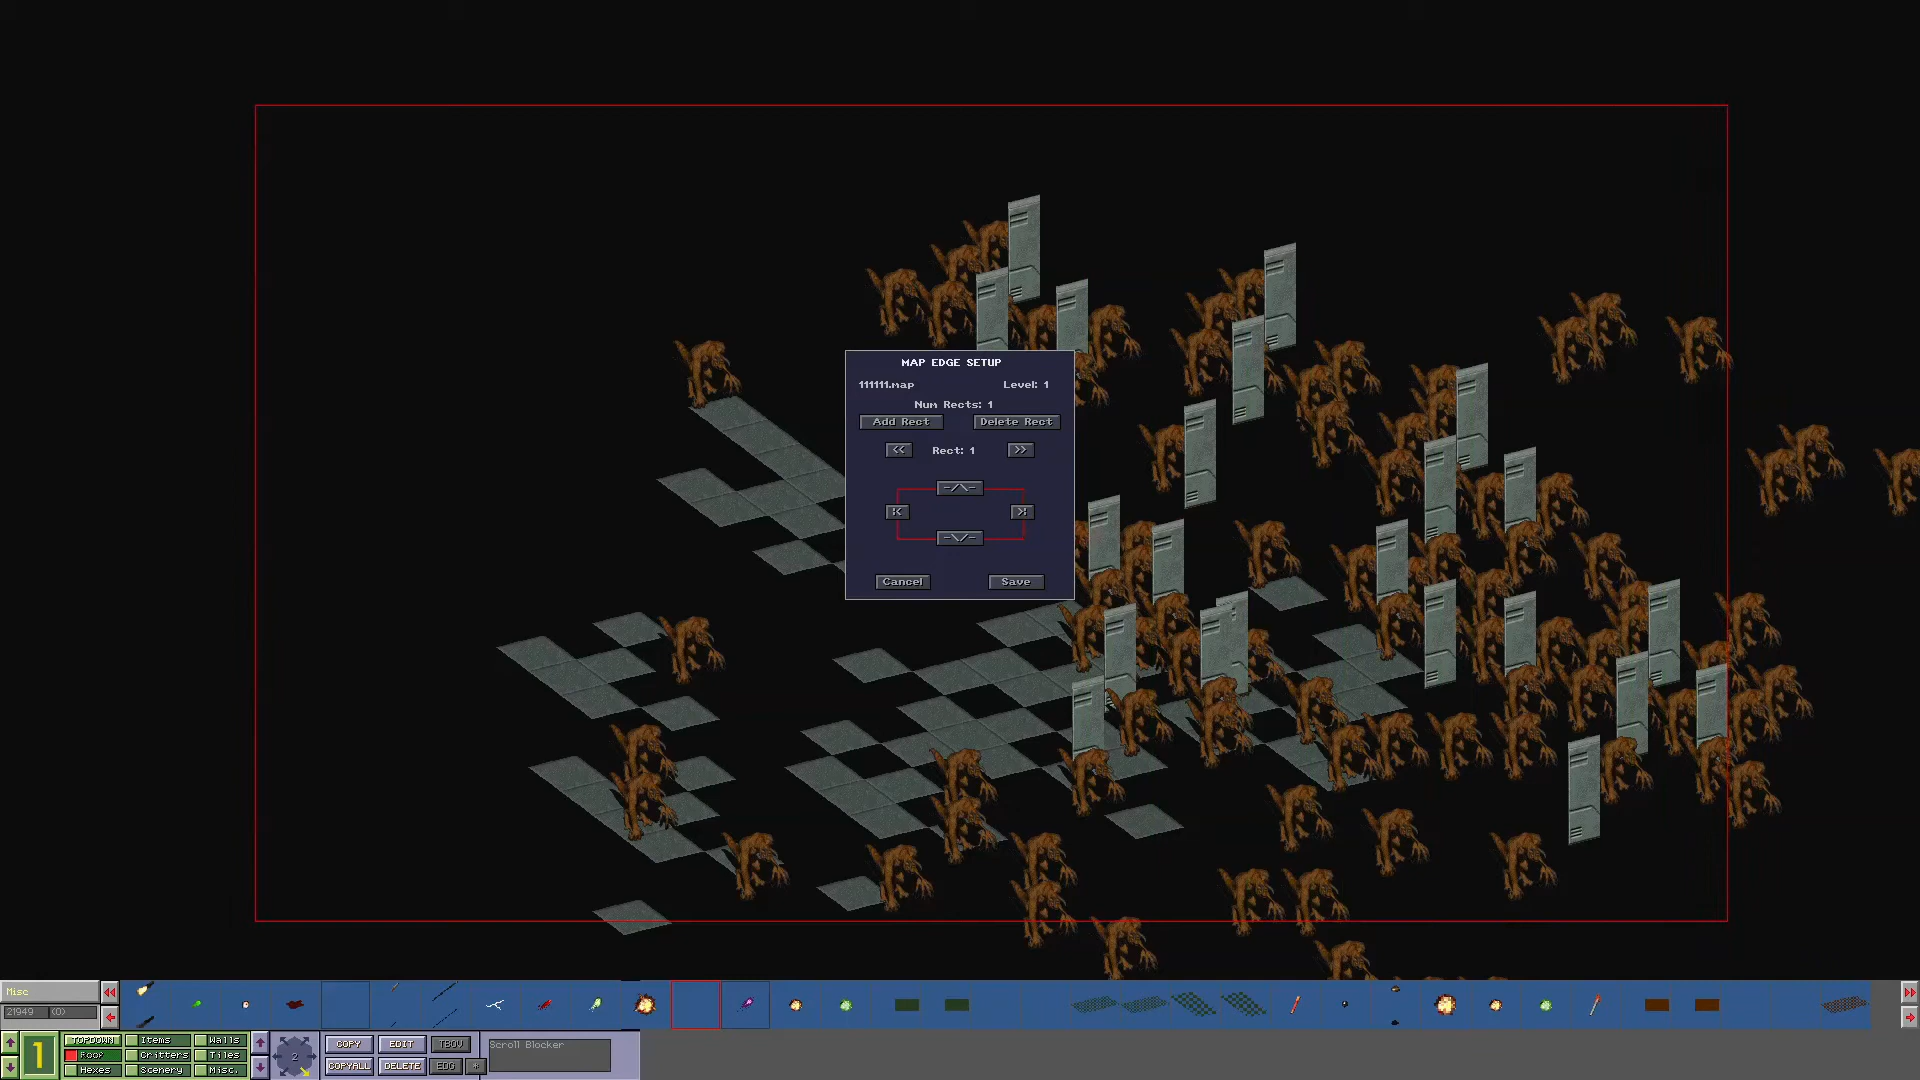 MAP EDGE SETUP
111111.map Level: 1
Num Rects: 1
Add Rect Delete Rect
<< Rect: 1 >>
Cancel Save
Misc
21949 (0)
TOPDOWN Items Walls
Roof Critters Tiles
Hexes Scenery Misc.
1
2
COPY EDIT TBOV
COPYALL DELETE EDG *
Scroll Blocker